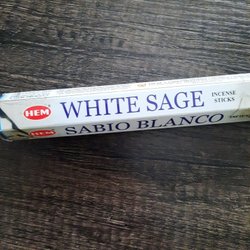 HEM
WHITE SAGE
INCENSE
STICKS
HEM
SABIO BLANCO